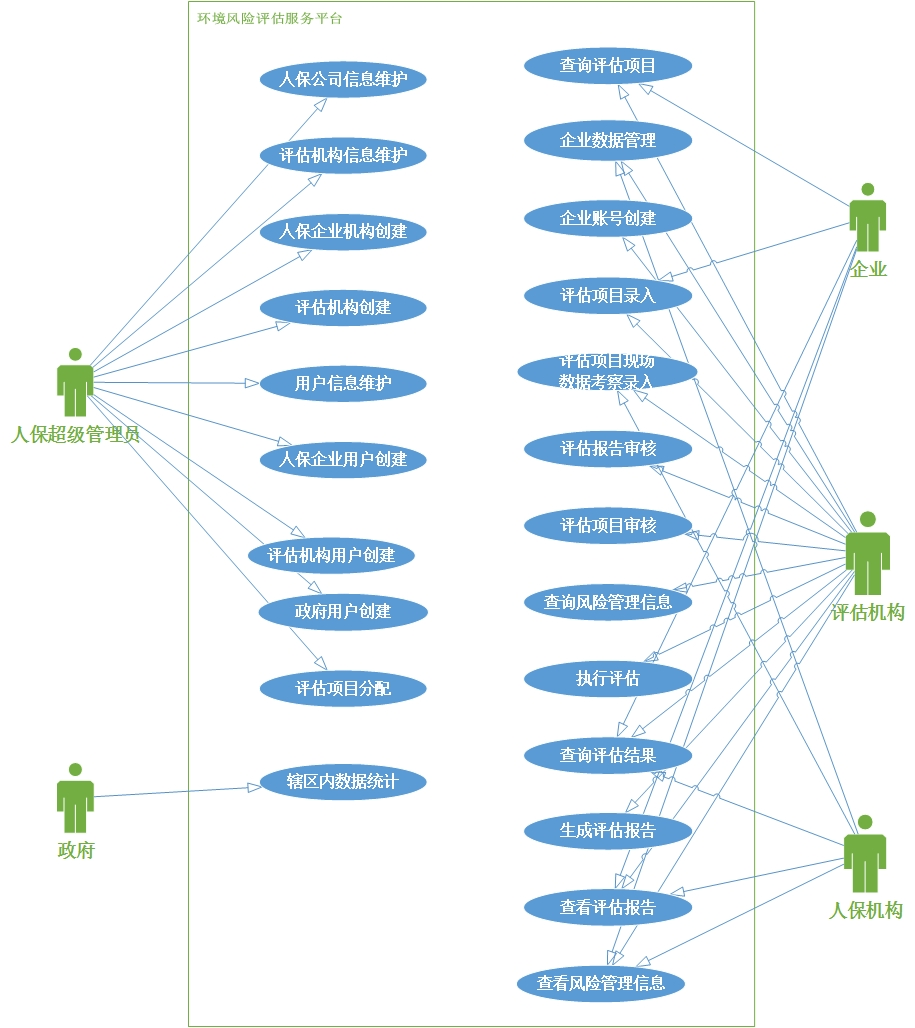 环境风险评估服务平台
人保公司信息维护
评估机构信息维护
人保企业机构创建
评估机构创建
用户信息维护
人保企业用户创建
评估机构用户创建
政府用户创建
评估项目分配
辖区内数据统计
查询评估项目
企业数据管理
企业账号创建
评估项目录入
评估项目现场
数据考察录入
评估报告审核
评估项目审核
查询风险管理信息
执行评估
查询评估结果
生成评估报告
查看评估报告
查看风险管理信息
人保超级管理员
政府
企业
评估机构
人保机构